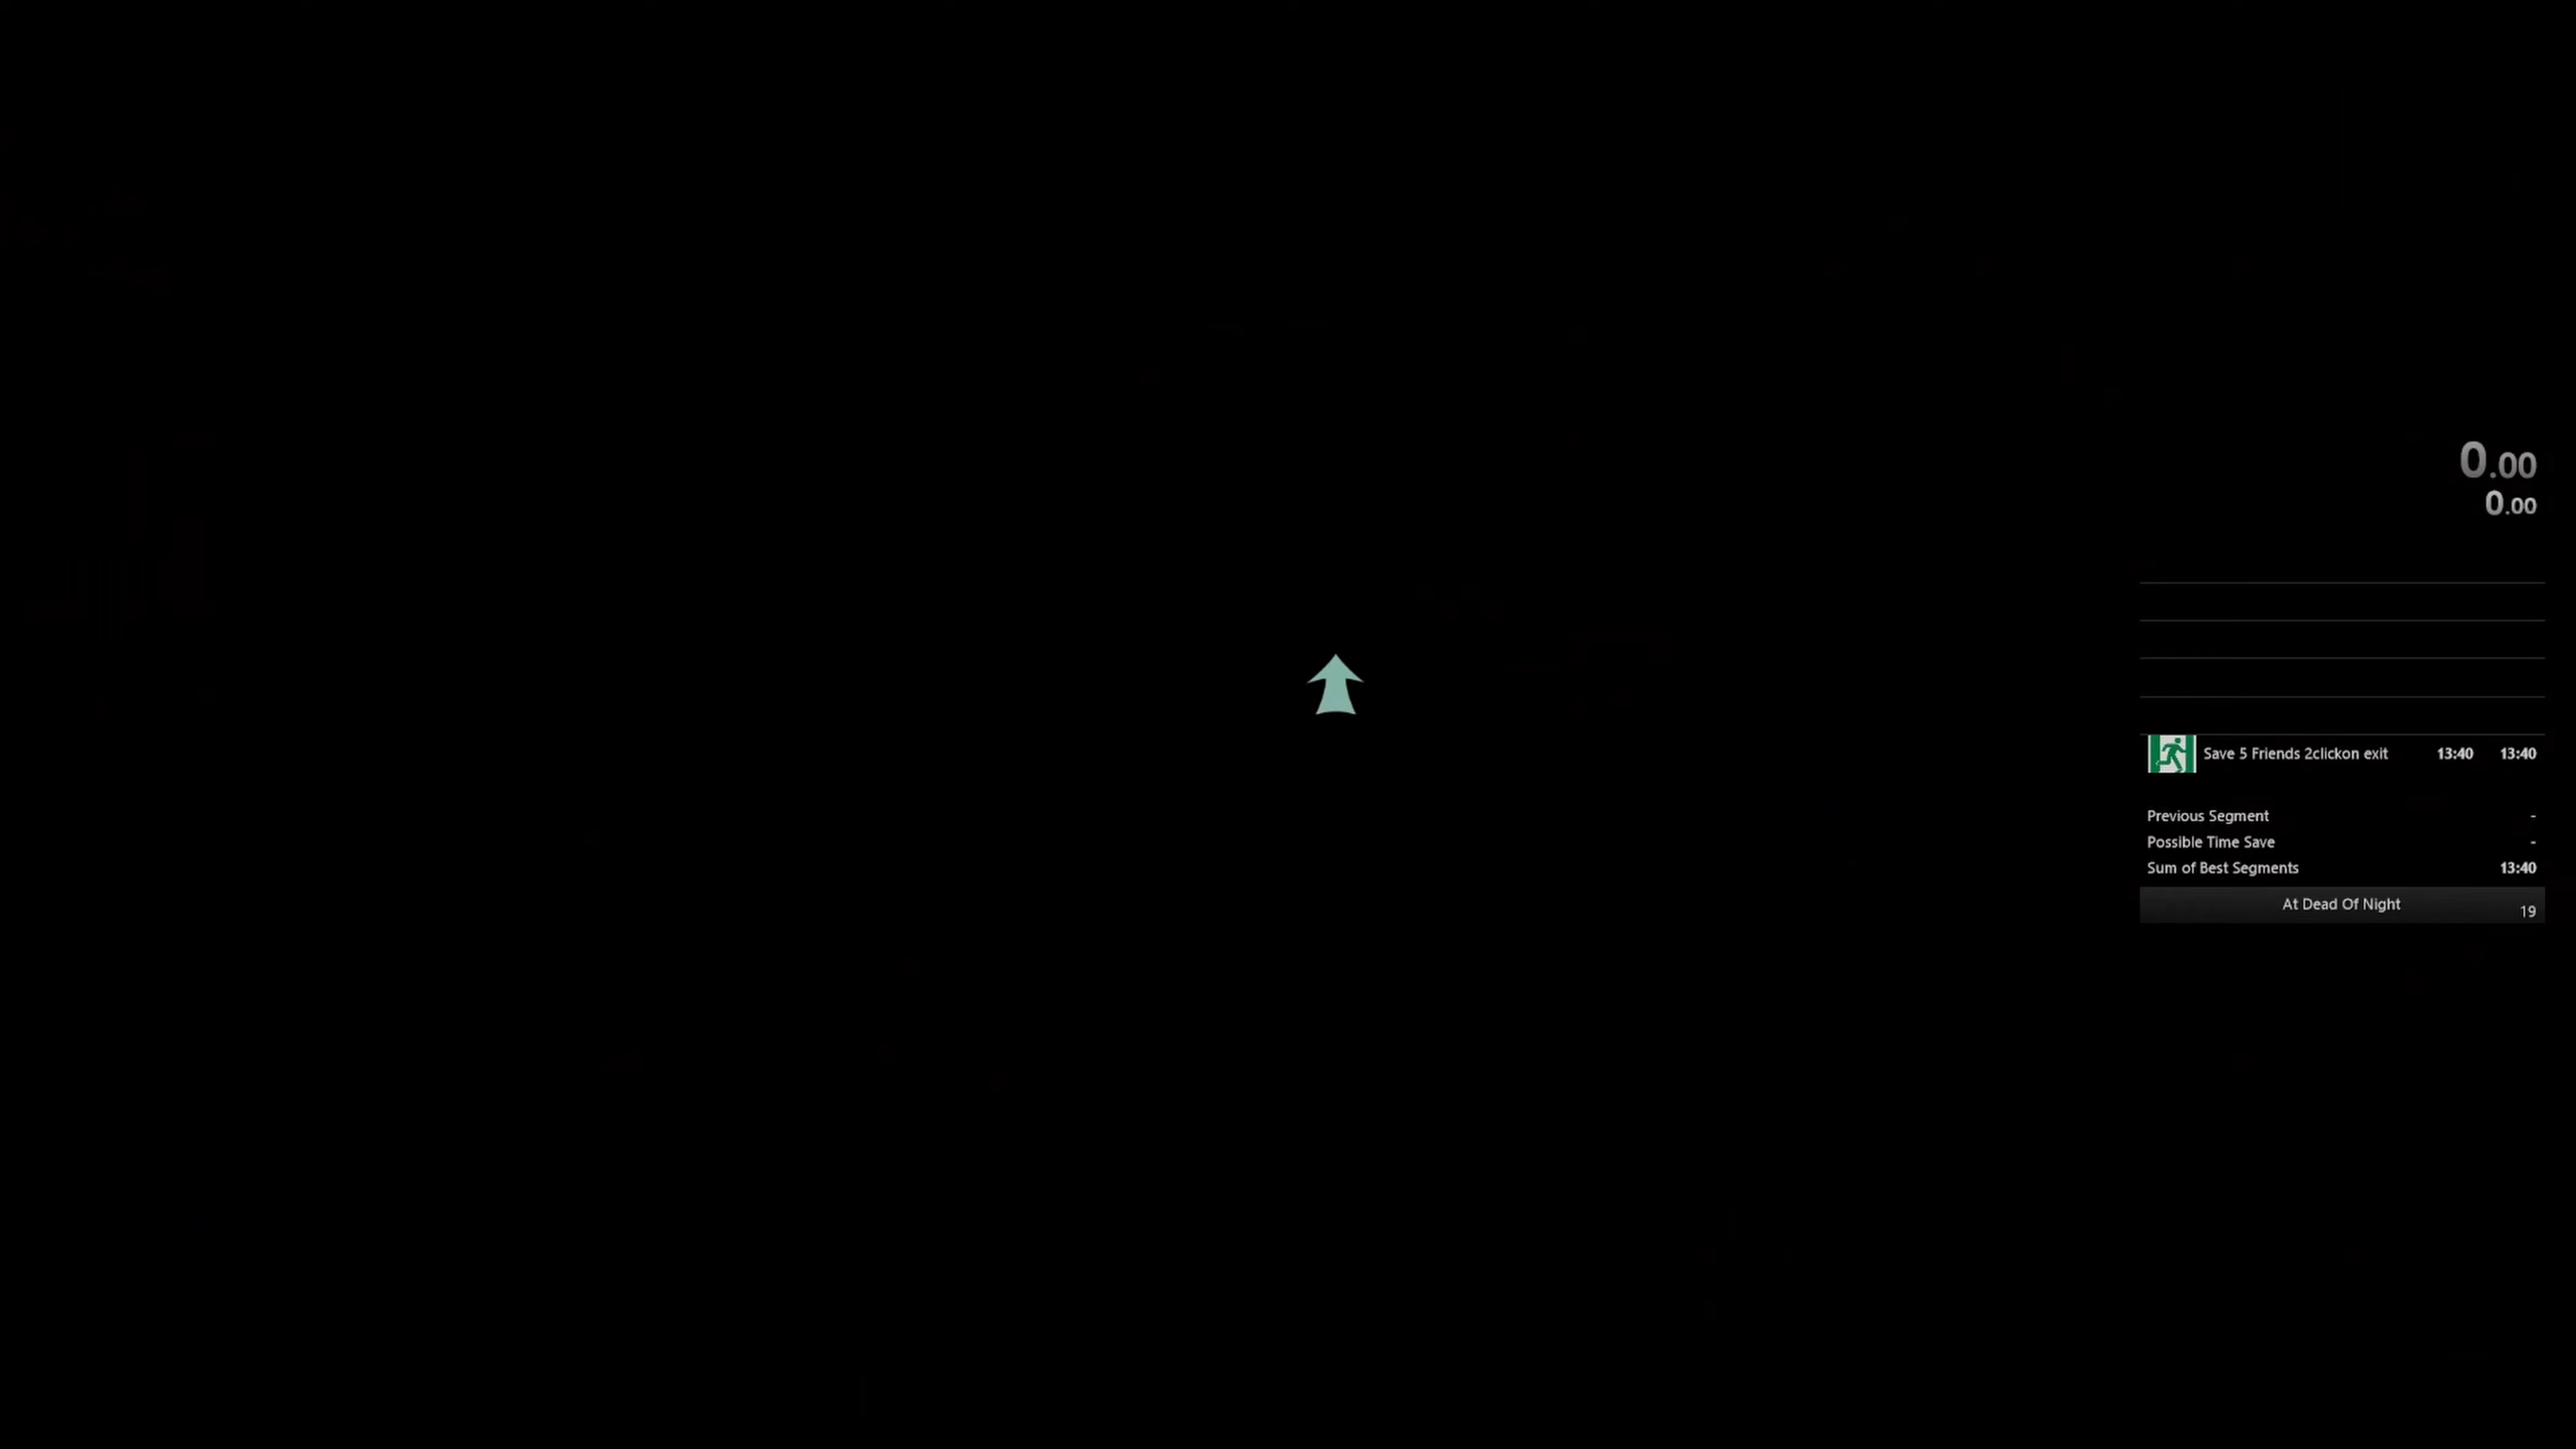 0.00
0.00
Save 5 Friends 2clickon exit 13:40 13:40
Previous Segment -
Possible Time Save -
Sum of Best Segments 13:40
At Dead Of Night 19